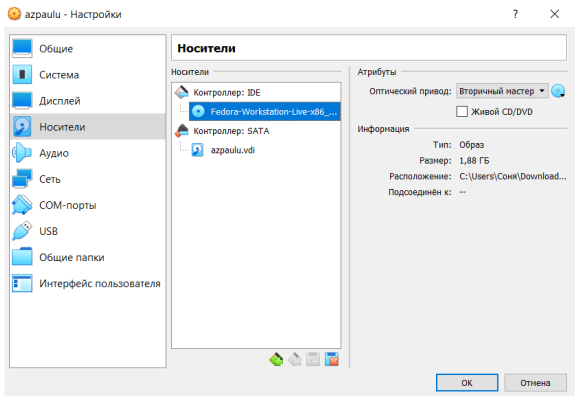 azpaulu - Настройки
Общие
Система
Дисплей
Носители
Аудио
Сеть
COM-порты
USB
Общие папки
Интерфейс пользователя
Носители
Носители
Контроллер: IDE
Fedora-Workstation-Live-x86_...
Контроллер: SATA
azpaulu.vdi
Атрибуты
Оптический привод: Вторичный мастер
Живой CD/DVD
Информация
Тип: Образ
Размер: 1,88 ГБ
Расположение: C:\Users\Соня\Download...
Подсоединён к: --
OK
Отмена